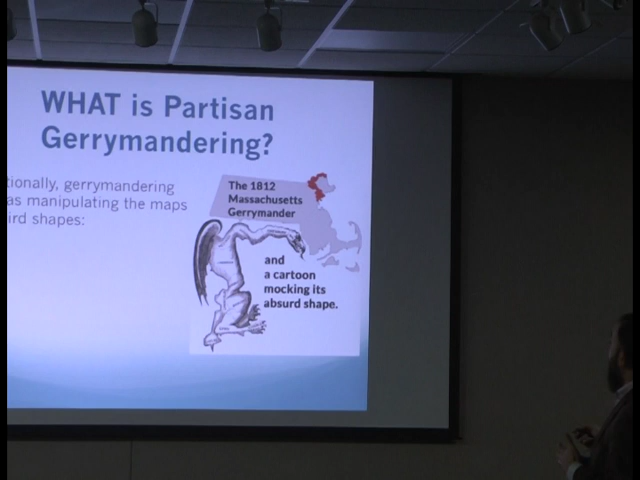 WHAT is Partisan
Gerrymandering?
tionally, gerrymandering
as manipulating the maps
ird shapes:
The 1812
Massachusetts
Gerrymander
and
a cartoon
mocking its
absurd shape.